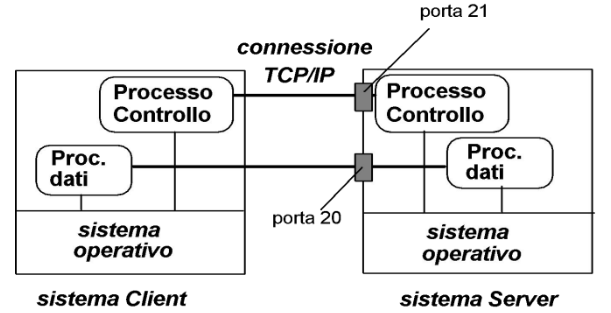 porta 21
connessione
TCP/IP
Processo
Controllo
Processo
Controllo
Proc.
dati
Proc.
dati
porta 20
sistema
operativo
sistema
operativo
sistema Client
sistema Server